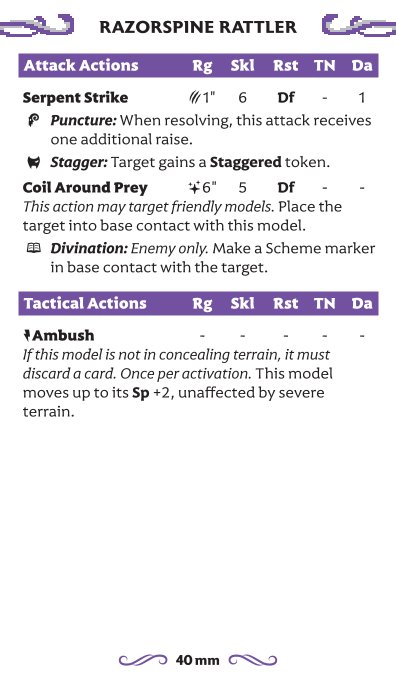 RAZORSPINE RATTLER
Attack Actions Rg Skl Rst TN Da
Serpent Strike 1" 6 Df - 1
Puncture: When resolving, this attack receives
one additional raise.
Stagger: Target gains a Staggered token.
Coil Around Prey 6" 5 Df - -
This action may target friendly models. Place the
target into base contact with this model.
Divination: Enemy only. Make a Scheme marker
in base contact with the target.
Tactical Actions Rg Skl Rst TN Da
Ambush - - - - -
If this model is not in concealing terrain, it must
discard a card. Once per activation. This model
moves up to its Sp +2, unaffected by severe
terrain.
40 mm